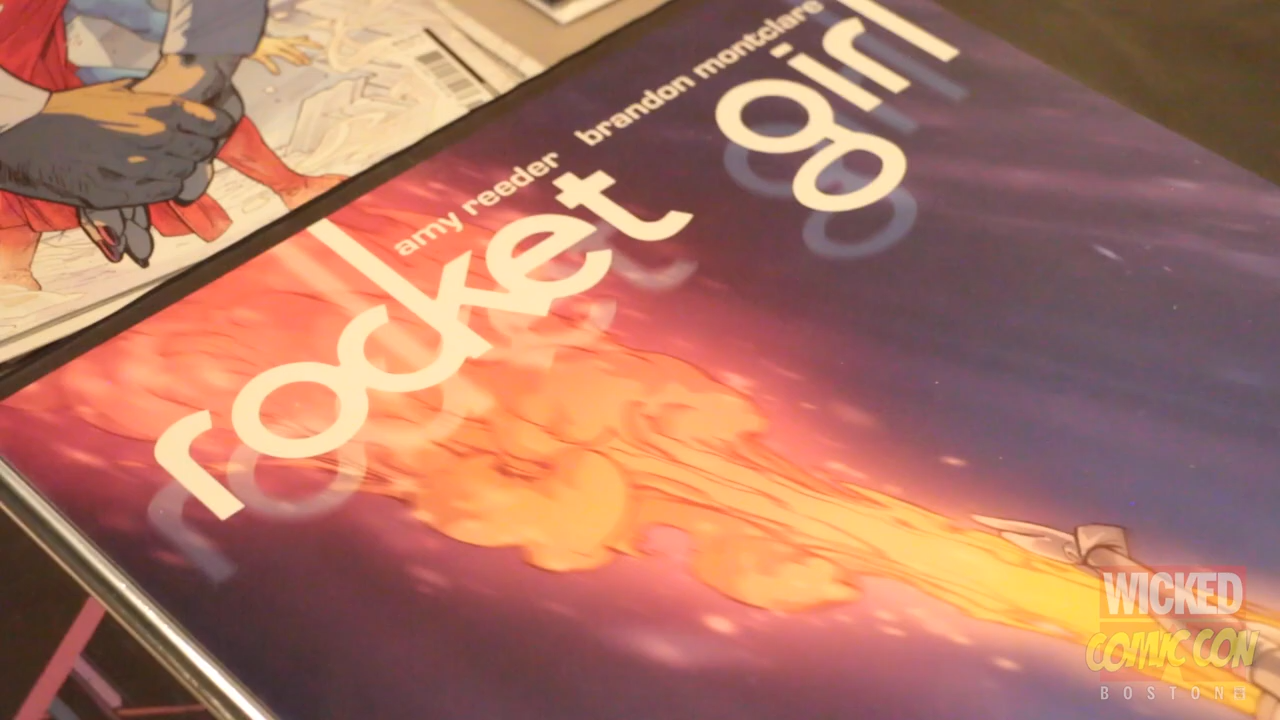 amy reeder brandon montclare
rocket girl
WICKED
COMIC CON
BOSTON